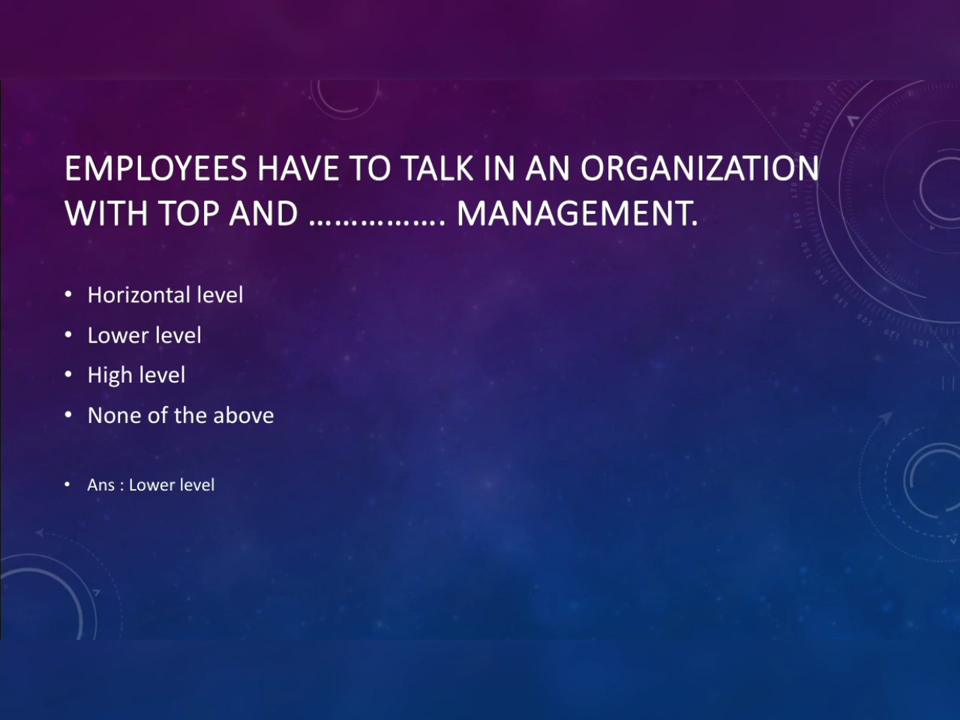 EMPLOYEES HAVE TO TALK IN AN ORGANIZATION
WITH TOP AND ……………. MANAGEMENT.
• Horizontal level
• Lower level
• High level
• None of the above
• Ans : Lower level